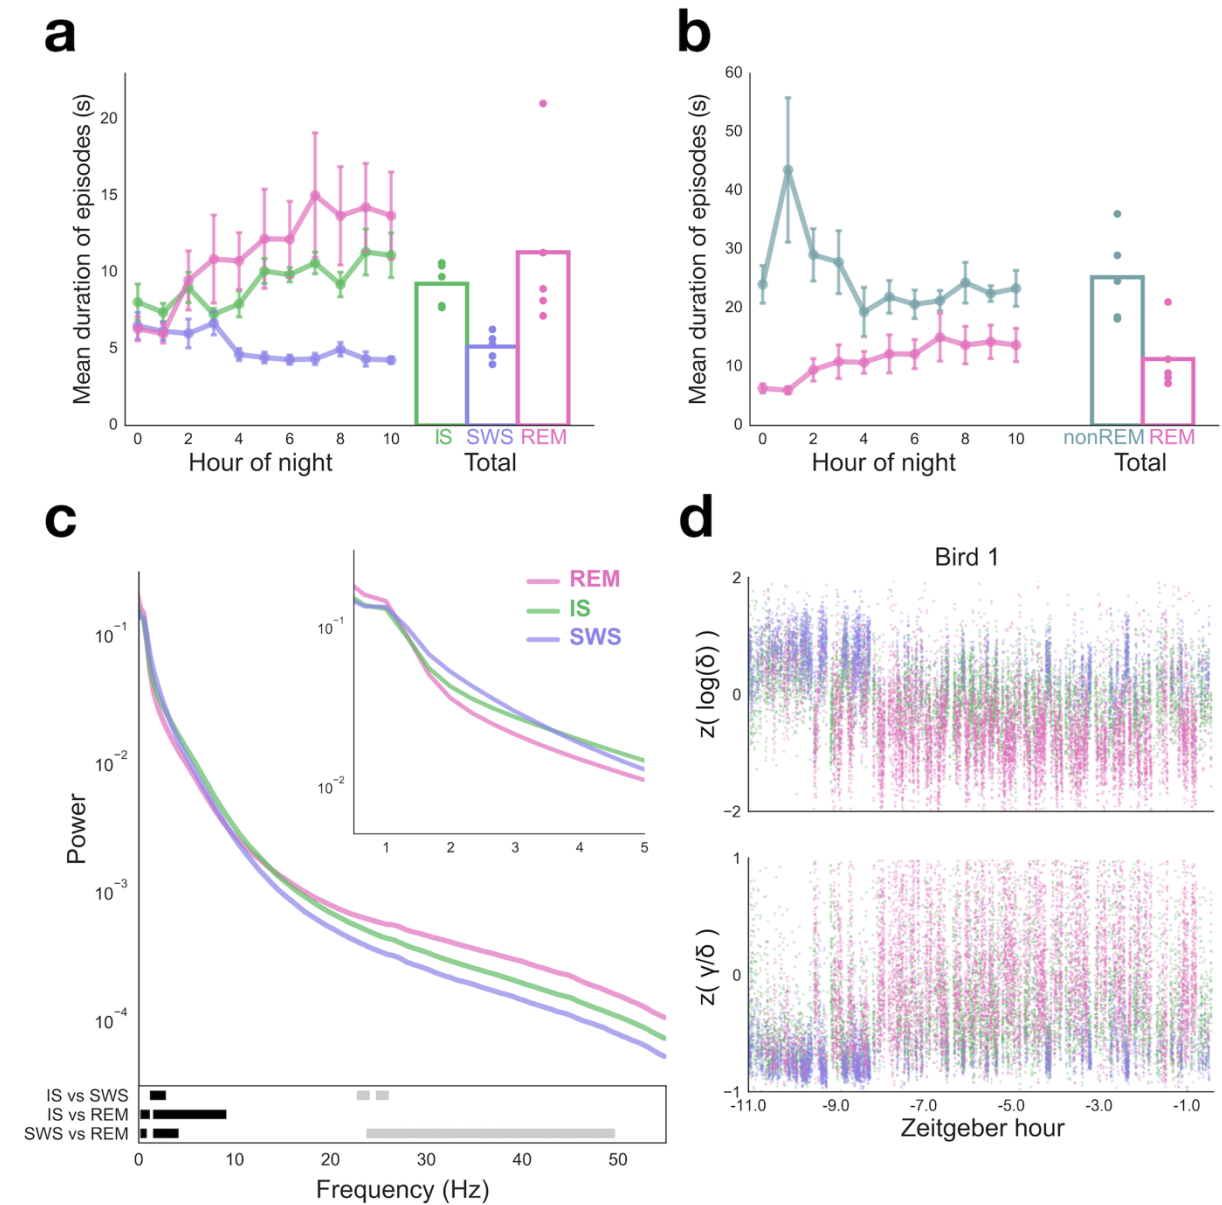 a
Mean duration of episodes (s)
20
15
10
5
0
0 2 4 6 8 10
IS SWS REM
Hour of night
Total
b
Mean duration of episodes (s)
60
50
40
30
20
10
0
0 2 4 6 8 10
nonREM REM
Hour of night
Total
c
Power
10⁻¹
10⁻²
10⁻³
10⁻⁴
REM
IS
SWS
10⁻¹
10⁻²
1 2 3 4 5
IS vs SWS
IS vs REM
SWS vs REM
0 10 20 30 40 50
Frequency (Hz)
d
Bird 1
z( log(δ) )
2
0
−2
z( γ/δ )
1
0
−1
-11.0 -9.0 -7.0 -5.0 -3.0 -1.0
Zeitgeber hour